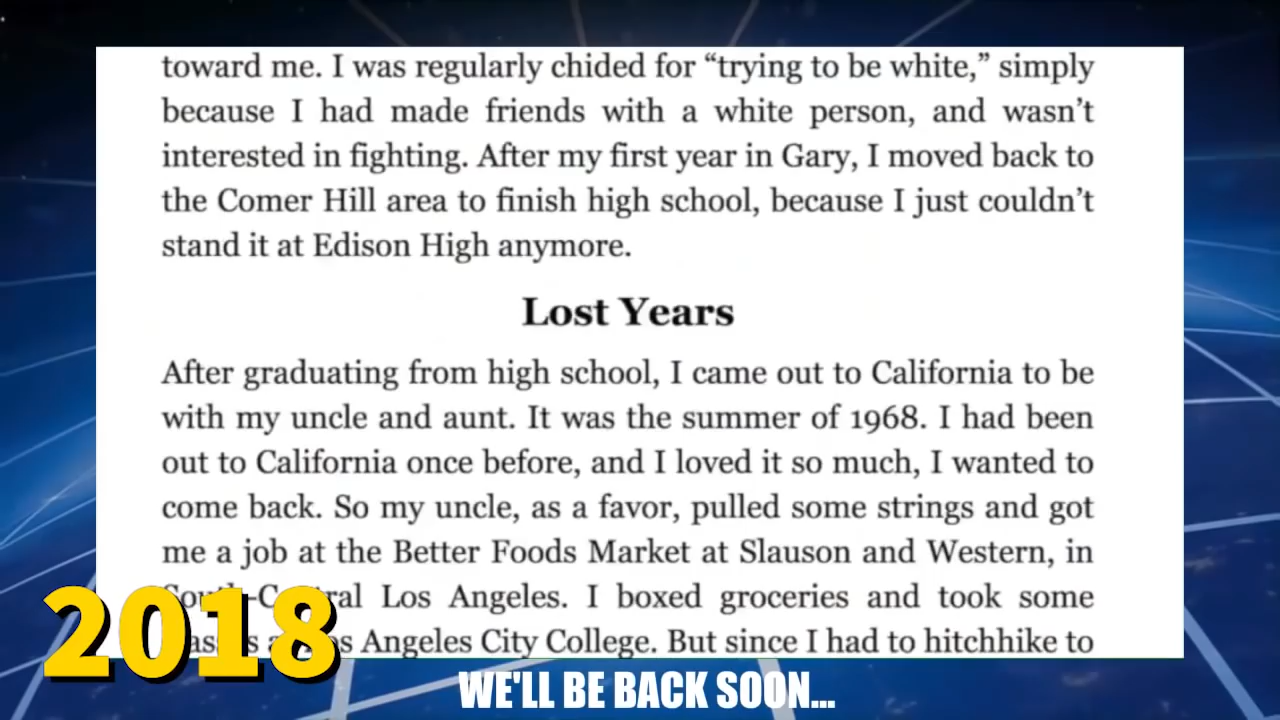 toward me. I was regularly chided for “trying to be white,” simply
because I had made friends with a white person, and wasn’t
interested in fighting. After my first year in Gary, I moved back to
the Comer Hill area to finish high school, because I just couldn’t
stand it at Edison High anymore.
Lost Years
After graduating from high school, I came out to California to be
with my uncle and aunt. It was the summer of 1968. I had been
out to California once before, and I loved it so much, I wanted to
come back. So my uncle, as a favor, pulled some strings and got
me a job at the Better Foods Market at Slauson and Western, in
South-Central Los Angeles. I boxed groceries and took some
Angeles City College. But since I had to hitchhike to
2018
WE'LL BE BACK SOON...